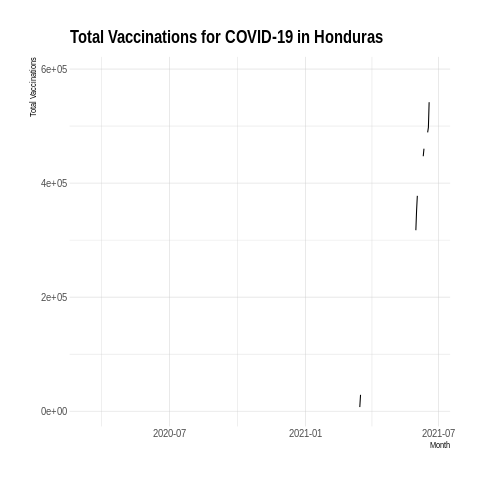 Total Vaccinations for COVID-19 in Honduras
Total Vaccinations
6e+05
4e+05
2e+05
0e+00
2020-07
2021-01
2021-07
Month